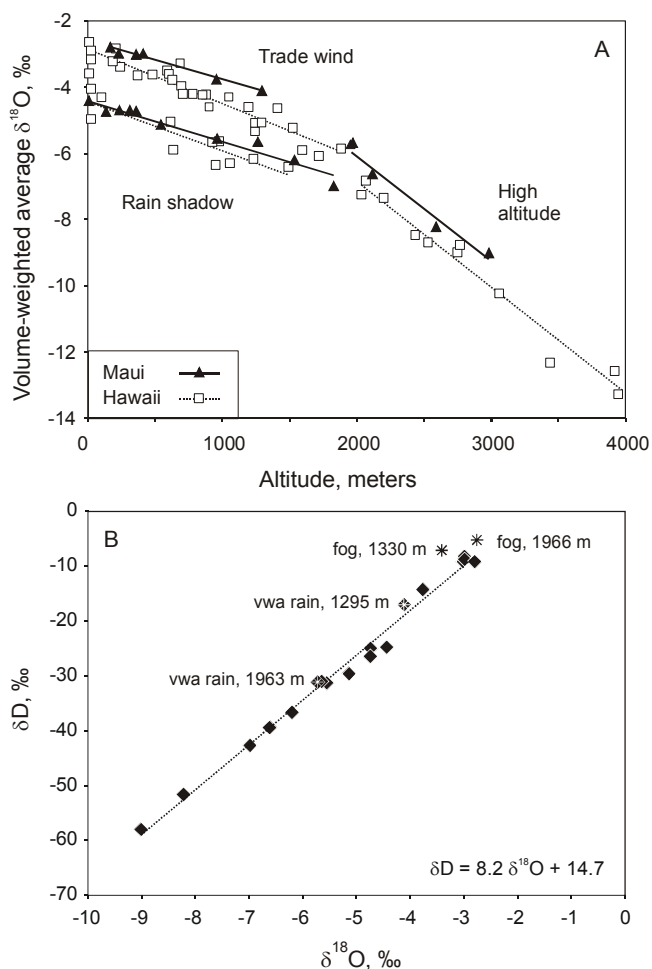 -2
-4
-6
-8
-10
-12
-14
Volume-weighted average δ¹⁸O, ‰
A
Trade wind
Rain shadow
High
altitude
Maui
Hawaii
0 1000 2000 3000 4000
Altitude, meters
0
-10
-20
-30
-40
-50
-60
-70
δD, ‰
B
fog, 1330 m
fog, 1966 m
vwa rain, 1295 m
vwa rain, 1963 m
δD = 8.2 δ¹⁸O + 14.7
-10 -9 -8 -7 -6 -5 -4 -3 -2 -1 0
δ¹⁸O, ‰